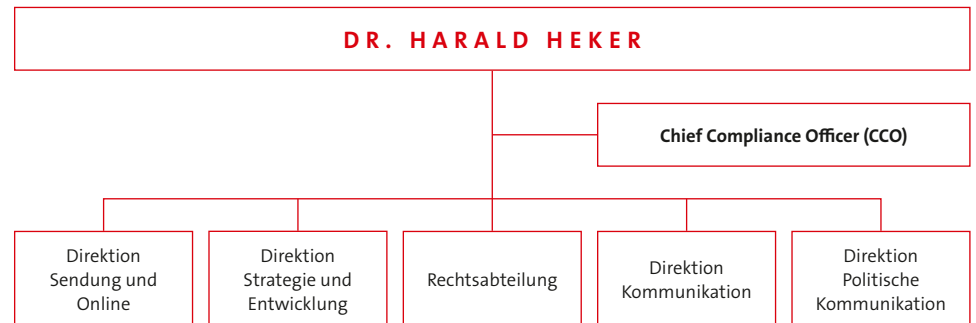 DR. HARALD HEKER
Chief Compliance Officer (CCO)
Direktion
Sendung und
Online
Direktion
Strategie und
Entwicklung
Rechtsabteilung
Direktion
Kommunikation
Direktion
Politische
Kommunikation